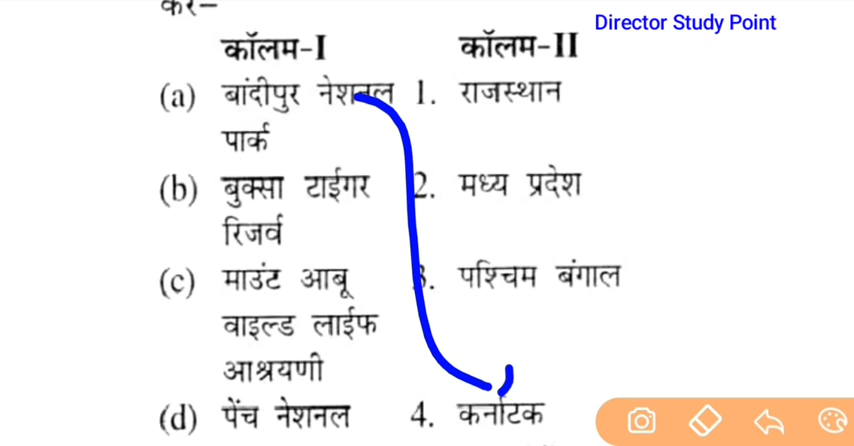 करें–
Director Study Point
कॉलम-I कॉलम-II
(a) बांदीपुर नेशनल 1. राजस्थान
पार्क
(b) बुक्सा टाईगर 2. मध्य प्रदेश
रिजर्व
(c) माउंट आबू 3. पश्चिम बंगाल
वाइल्ड लाईफ
आश्रयणी
(d) पेंच नेशनल 4. कर्नाटक